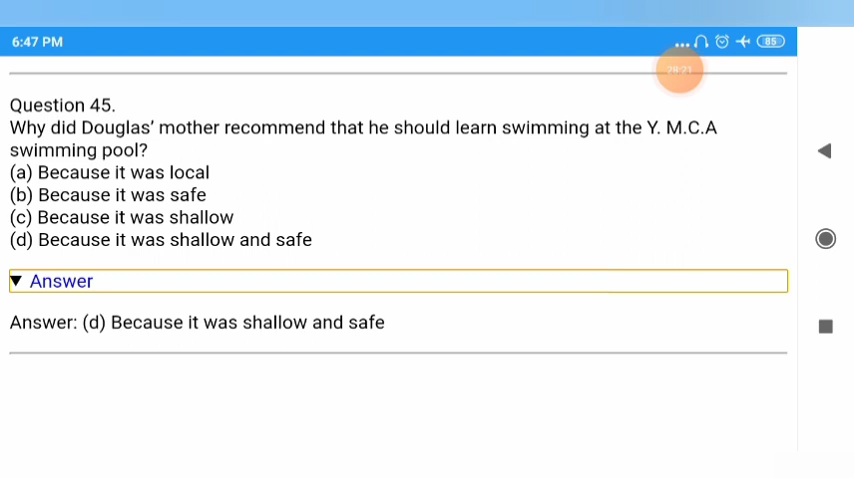 6:47 PM
85
Question 45.
Why did Douglas’ mother recommend that he should learn swimming at the Y. M.C.A
swimming pool?
(a) Because it was local
(b) Because it was safe
(c) Because it was shallow
(d) Because it was shallow and safe
Answer
Answer: (d) Because it was shallow and safe